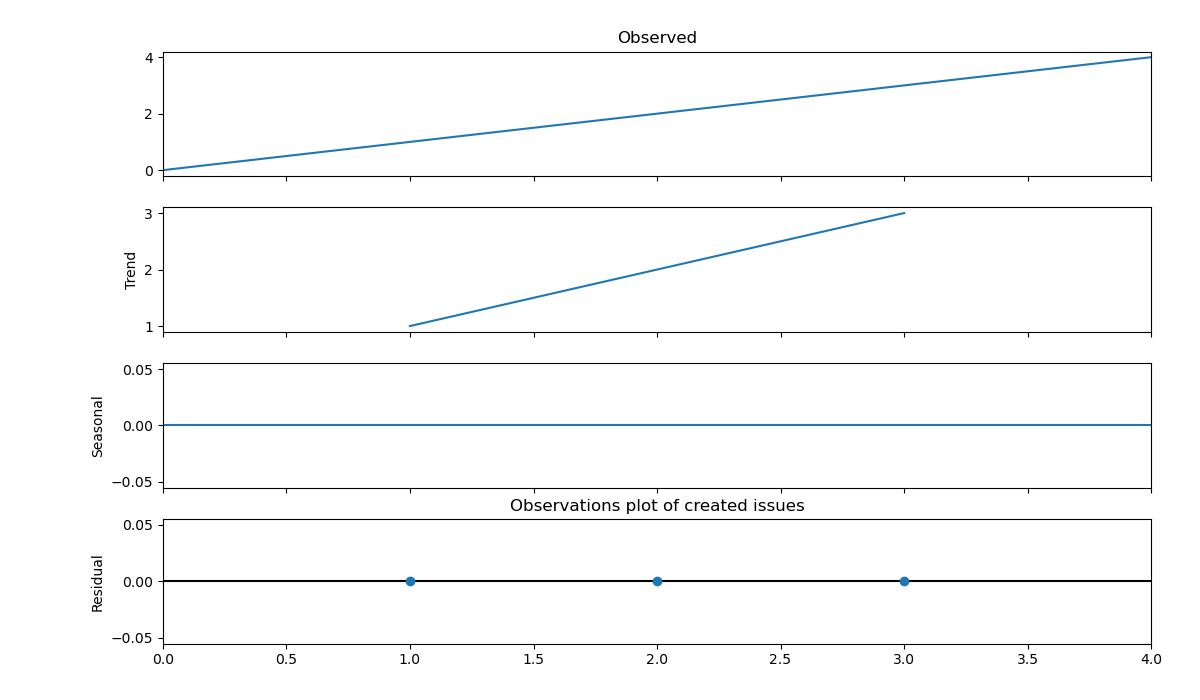 Observed
4
2
0
Trend
3
2
1
Seasonal
0.05
0.00
−0.05
Observations plot of created issues
Residual
0.05
0.00
−0.05
0.0 0.5 1.0 1.5 2.0 2.5 3.0 3.5 4.0